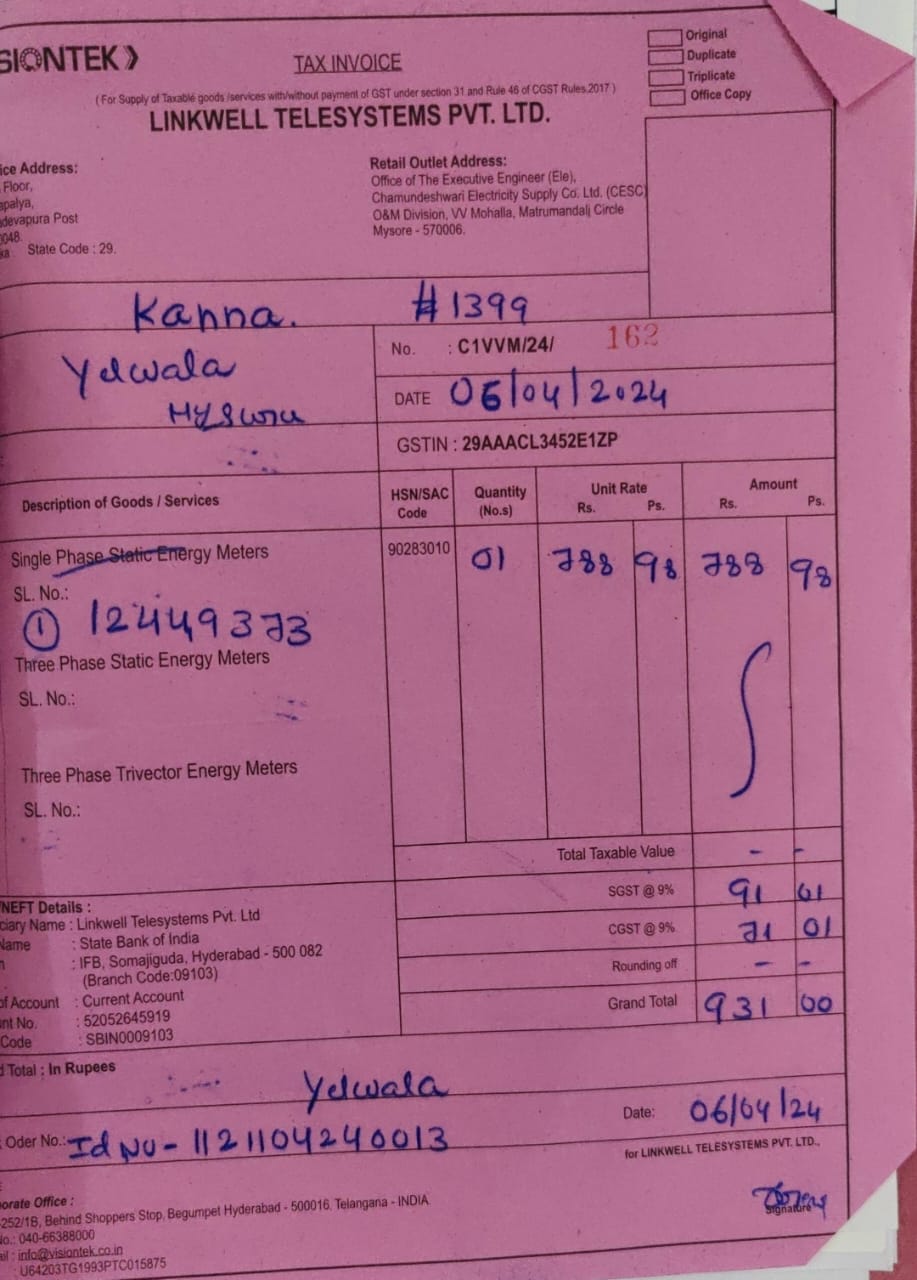 SIONTEK
TAX INVOICE
Original
Duplicate
Triplicate
Office Copy
( For Supply of Taxable goods /services with/without payment of GST under section 31 and Rule 46 of CGST Rules.2017 )
LINKWELL TELESYSTEMS PVT. LTD.
ice Address:
Floor,
apalya,
devapura Post
048.
ka State Code : 29.
Retail Outlet Address:
Office of The Executive Engineer (Ele),
Chamundeshwari Electricity Supply Co. Ltd. (CESC)
O&M Division, VV Mohalla, Matrumandali Circle
Mysore - 570006.
Kanna. #1399
Yelwala
No. : C1VVM/24/ 162
DATE 06/04/2024
GSTIN : 29AAACL3452E1ZP
Description of Goods / Services HSN/SAC Code Quantity (No.s) Unit Rate Rs. Ps. Amount Rs. Ps.
Single Phase Static Energy Meters 90283010 01 788 98 788 98
SL. No.:
① 12449373
Three Phase Static Energy Meters
SL. No.:
Three Phase Trivector Energy Meters
SL. No.:
Total Taxable Value - -
SGST @ 9% 91 01
CGST @ 9% 71 01
Rounding off - -
Grand Total 931 00
/NEFT Details :
ciary Name : Linkwell Telesystems Pvt. Ltd
Name : State Bank of India
h : IFB, Somajiguda, Hyderabad - 500 082
(Branch Code:09103)
of Account : Current Account
nt No. : 52052645919
Code : SBIN0009103
d Total : In Rupees
Yelwala
Oder No.: Id No - 1121104240013
Date: 06/04/24
for LINKWELL TELESYSTEMS PVT. LTD.,
Signature
orate Office :
-252/1B, Behind Shoppers Stop, Begumpet Hyderabad - 500016, Telangana - INDIA
No.: 040-66388000
ail : info@visiontek.co.in
: U64203TG1993PTC015875